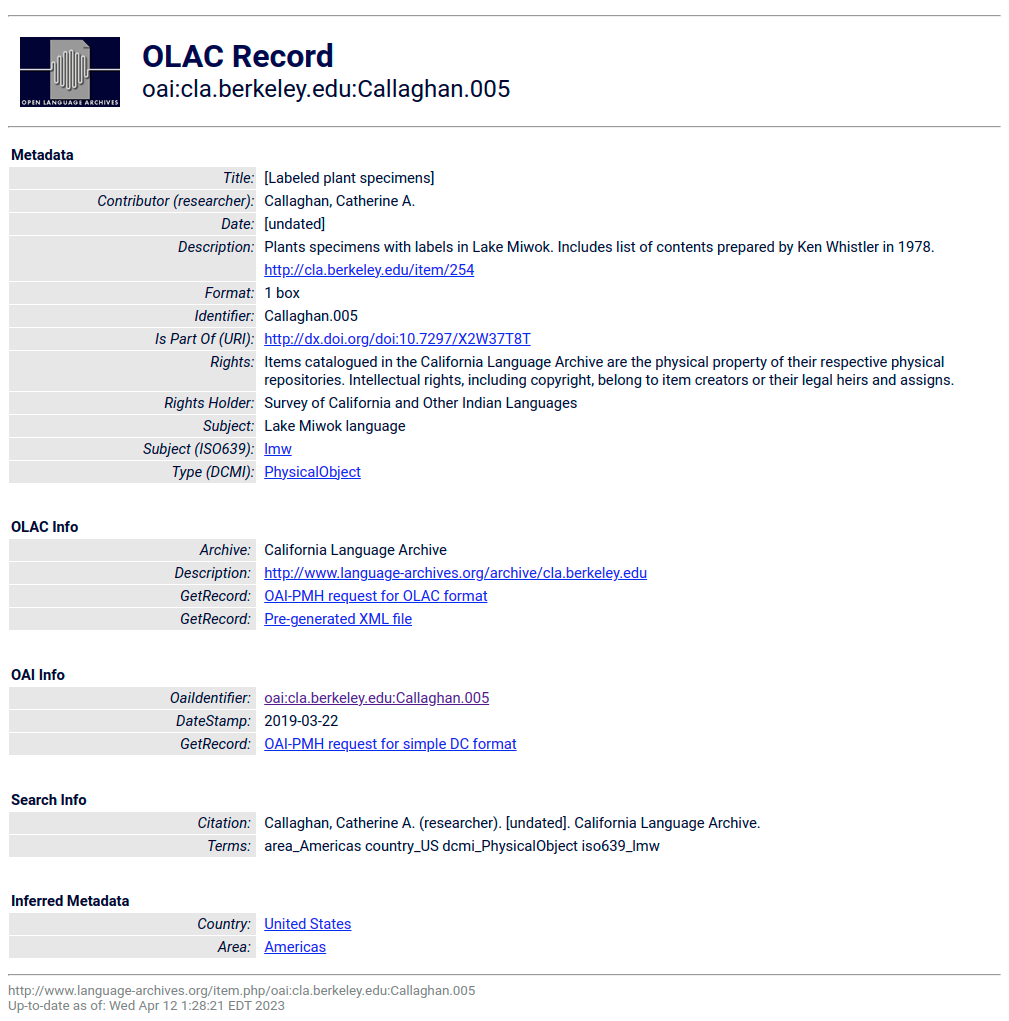 OPEN LANGUAGE ARCHIVES
OLAC Record
oai:cla.berkeley.edu:Callaghan.005
Metadata
Title: [Labeled plant specimens]
Contributor (researcher): Callaghan, Catherine A.
Date: [undated]
Description: Plants specimens with labels in Lake Miwok. Includes list of contents prepared by Ken Whistler in 1978.
http://cla.berkeley.edu/item/254
Format: 1 box
Identifier: Callaghan.005
Is Part Of (URI): http://dx.doi.org/doi:10.7297/X2W37T8T
Rights: Items catalogued in the California Language Archive are the physical property of their respective physical
repositories. Intellectual rights, including copyright, belong to item creators or their legal heirs and assigns.
Rights Holder: Survey of California and Other Indian Languages
Subject: Lake Miwok language
Subject (ISO639): lmw
Type (DCMI): PhysicalObject
OLAC Info
Archive: California Language Archive
Description: http://www.language-archives.org/archive/cla.berkeley.edu
GetRecord: OAI-PMH request for OLAC format
GetRecord: Pre-generated XML file
OAI Info
OaiIdentifier: oai:cla.berkeley.edu:Callaghan.005
DateStamp: 2019-03-22
GetRecord: OAI-PMH request for simple DC format
Search Info
Citation: Callaghan, Catherine A. (researcher). [undated]. California Language Archive.
Terms: area_Americas country_US dcmi_PhysicalObject iso639_lmw
Inferred Metadata
Country: United States
Area: Americas
http://www.language-archives.org/item.php/oai:cla.berkeley.edu:Callaghan.005
Up-to-date as of: Wed Apr 12 1:28:21 EDT 2023